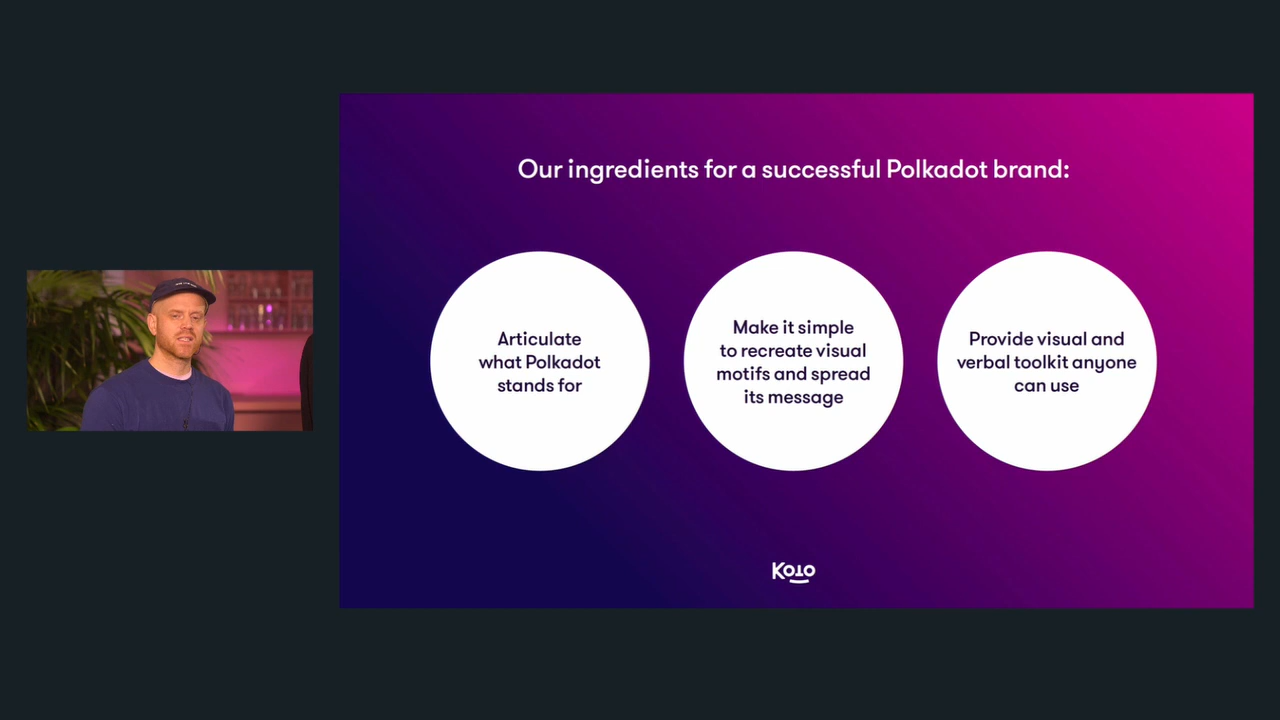 Our ingredients for a successful Polkadot brand:
Articulate
what Polkadot
stands for
Make it simple
to recreate visual
motifs and spread
its message
Provide visual and
verbal toolkit anyone
can use
Koto